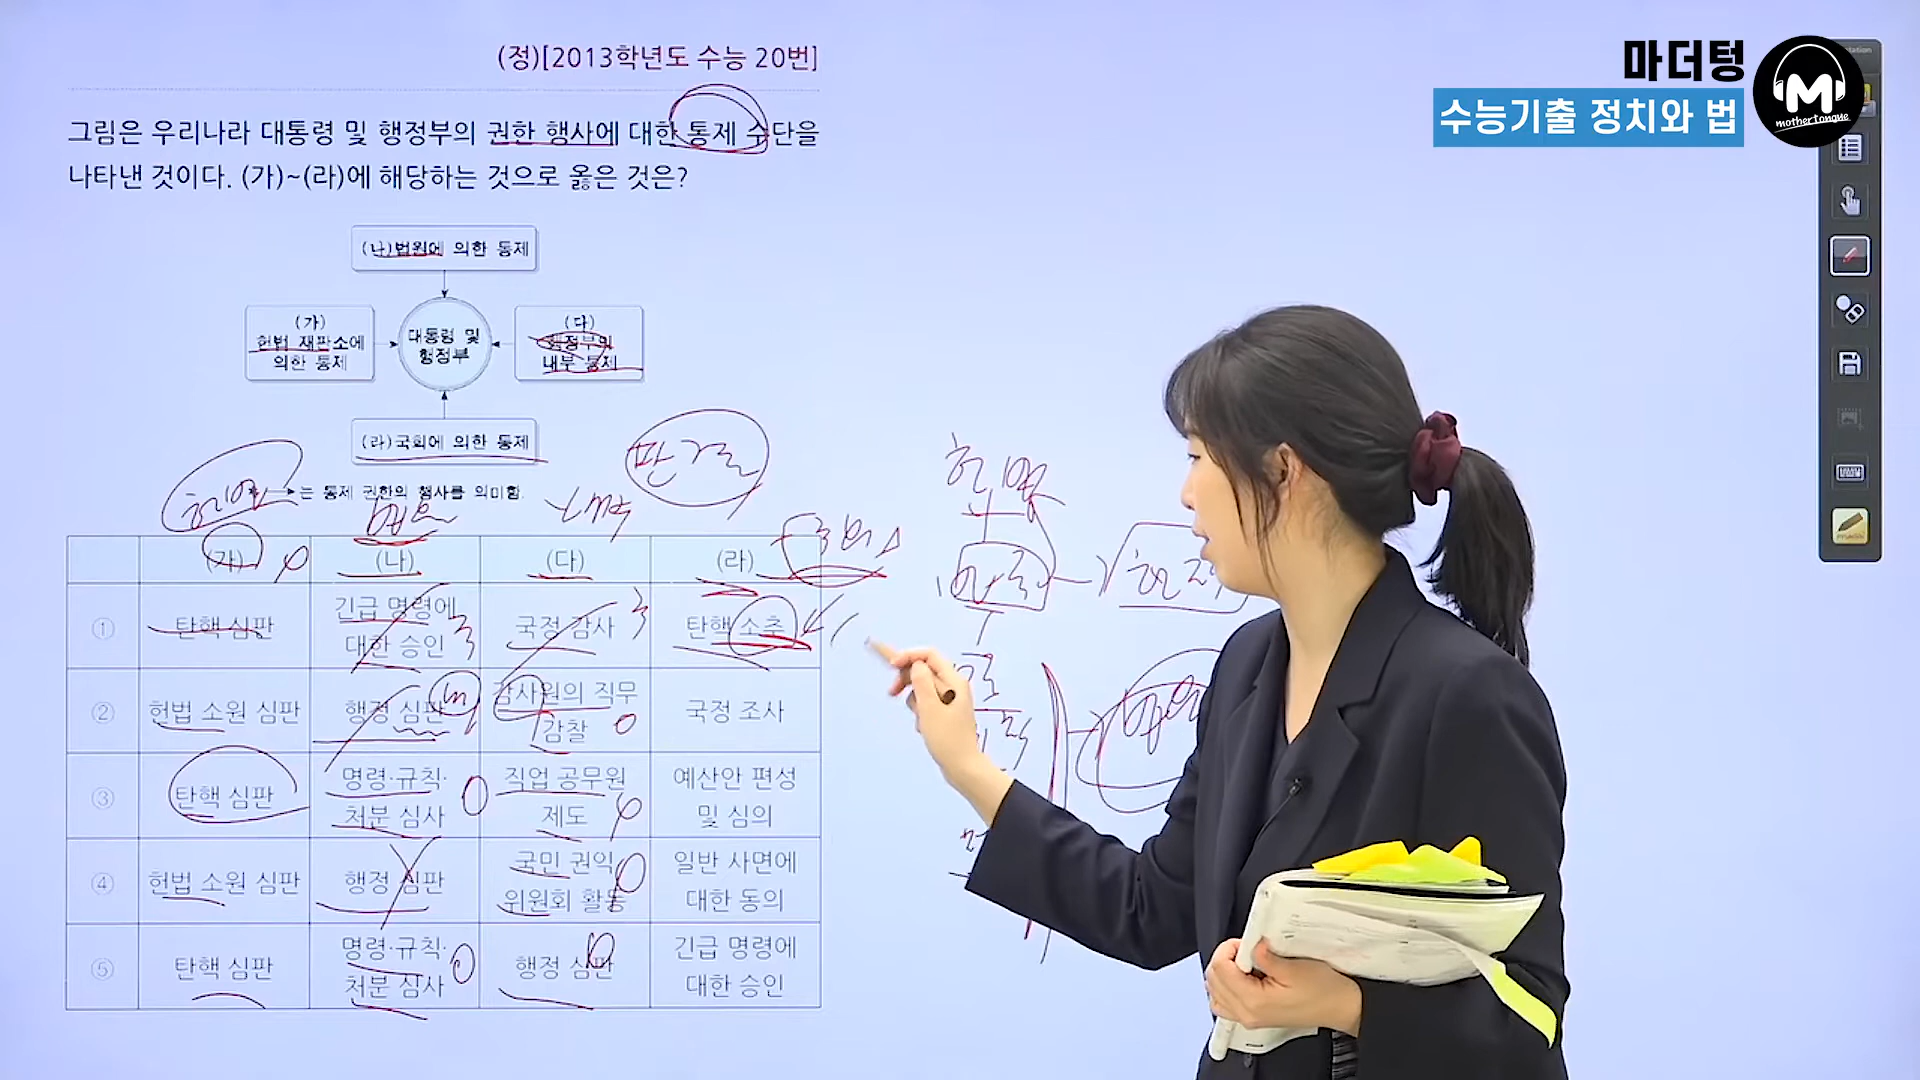 (정)[2013학년도 수능 20번]
마더텅
수능기출 정치와 법
M
mothertongue
그림은 우리나라 대통령 및 행정부의 권한 행사에 대한 통제 수단을
나타낸 것이다. (가)~(라)에 해당하는 것으로 옳은 것은?
(나)법원에 의한 통제
(가)
헌법 재판소에
의한 통제
대통령 및
행정부
(다)
행정부의
내부 통제
(라)국회에 의한 통제
는 통제 권한의 행사를 의미함.
(가) (나) (다) (라)
① 탄핵 심판 긴급 명령에 대한 승인 국정 감사 탄핵 소추
② 헌법 소원 심판 행정 심판 감사원의 직무 감찰 국정 조사
③ 탄핵 심판 명령·규칙· 처분 심사 직업 공무원 제도 예산안 편성 및 심의
④ 헌법 소원 심판 행정 심판 국민 권익 위원회 활동 일반 사면에 대한 동의
⑤ 탄핵 심판 명령·규칙· 처분 심사 행정 심판 긴급 명령에 대한 승인